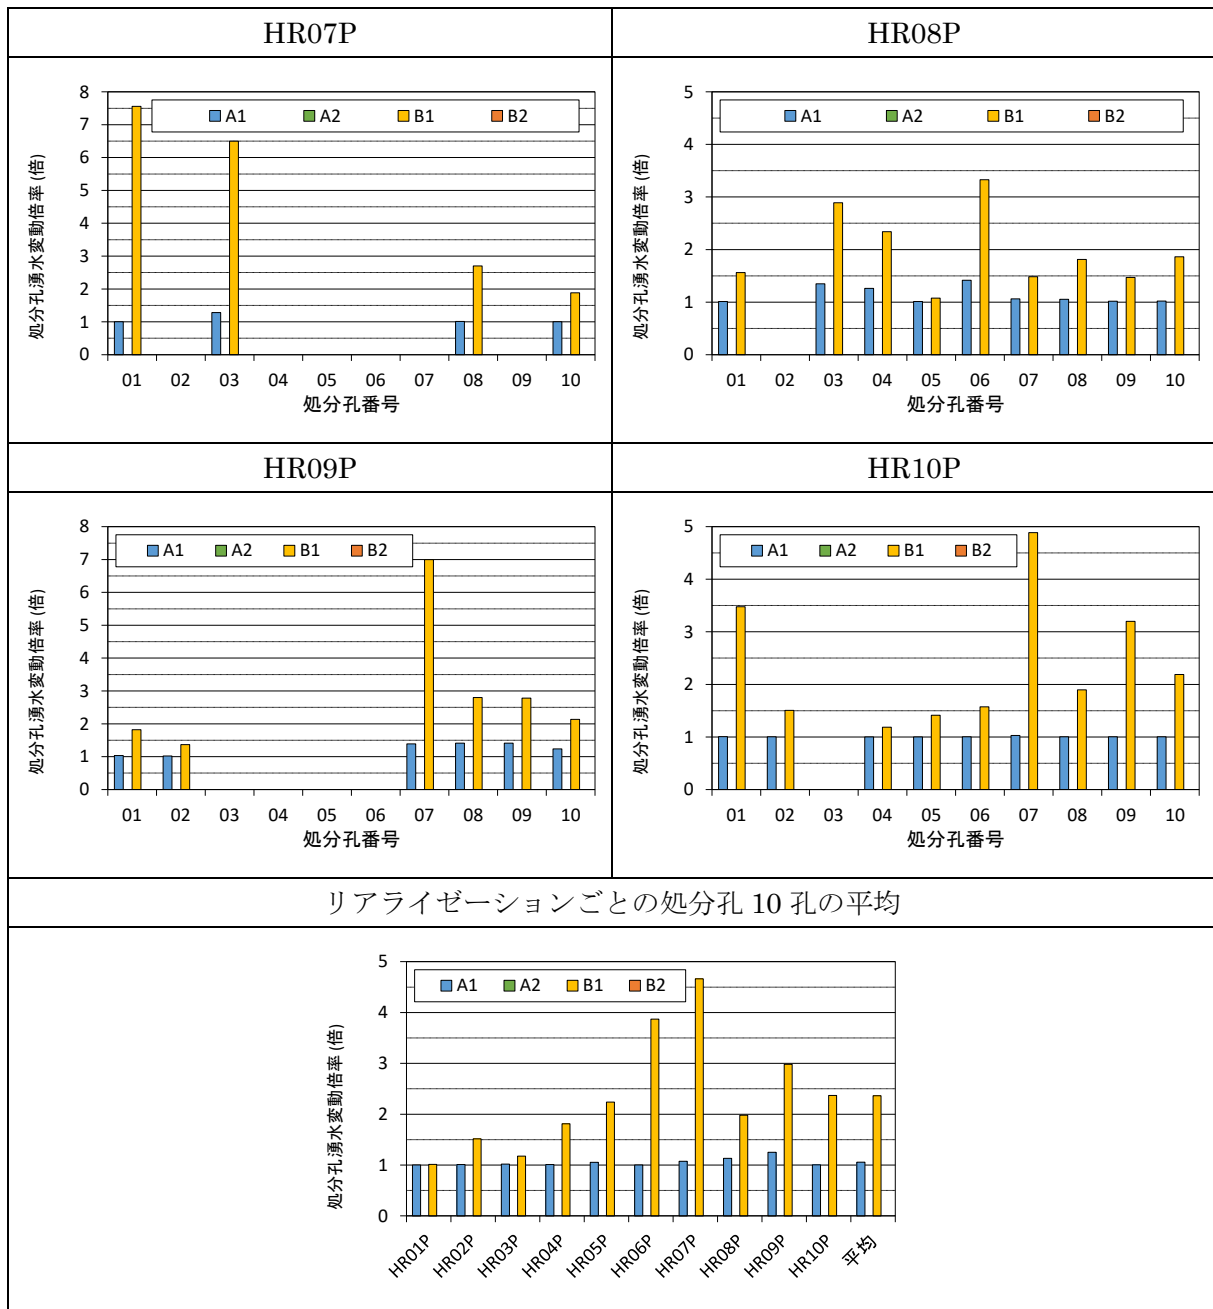 HR07P
HR08P
処分孔湧水変動倍率(倍)
8
7
6
5
4
3
2
1
0
A1 A2 B1 B2
01 02 03 04 05 06 07 08 09 10
処分孔番号
処分孔湧水変動倍率(倍)
5
4
3
2
1
0
A1 A2 B1 B2
01 02 03 04 05 06 07 08 09 10
処分孔番号
HR09P
HR10P
処分孔湧水変動倍率(倍)
8
7
6
5
4
3
2
1
0
A1 A2 B1 B2
01 02 03 04 05 06 07 08 09 10
処分孔番号
処分孔湧水変動倍率(倍)
5
4
3
2
1
0
A1 A2 B1 B2
01 02 03 04 05 06 07 08 09 10
処分孔番号
リアライゼーションごとの処分孔 10 孔の平均
処分孔湧水変動倍率(倍)
5
4
3
2
1
0
A1 A2 B1 B2
HR01P HR02P HR03P HR04P HR05P HR06P HR07P HR08P HR09P HR10P 平均